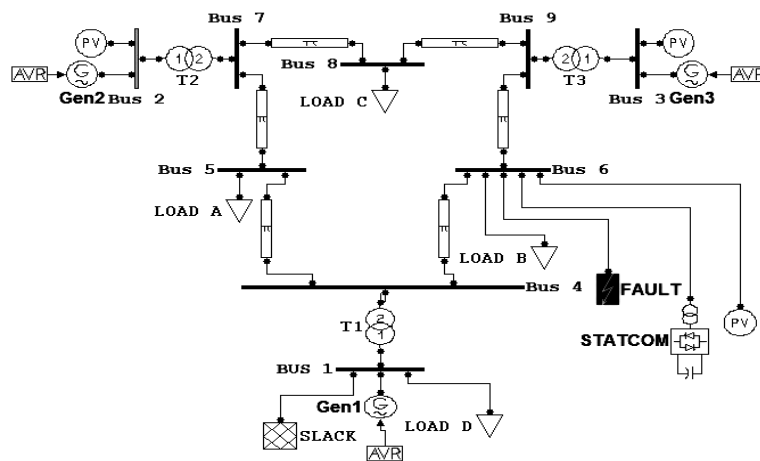 Bus 7
Bus 9
PV
PV
1 2
2 1
Bus 8
T2
T3
AVR
G
G
AVR
Gen2
Bus 2
Bus 3
Gen3
LOAD C
Bus 5
Bus 6
LOAD A
LOAD B
Bus 4
FAULT
2
T1
1
PV
STATCOM
BUS 1
Gen1
G
LOAD D
SLACK
AVR